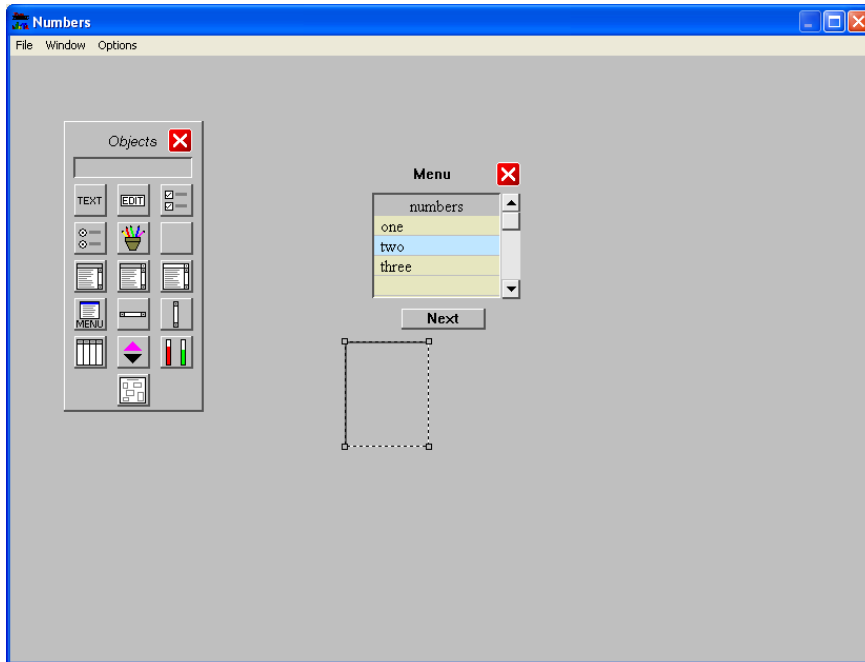 Numbers
File Window Options
Objects
TEXT EDIT
MENU
Menu
numbers
one
two
three
Next